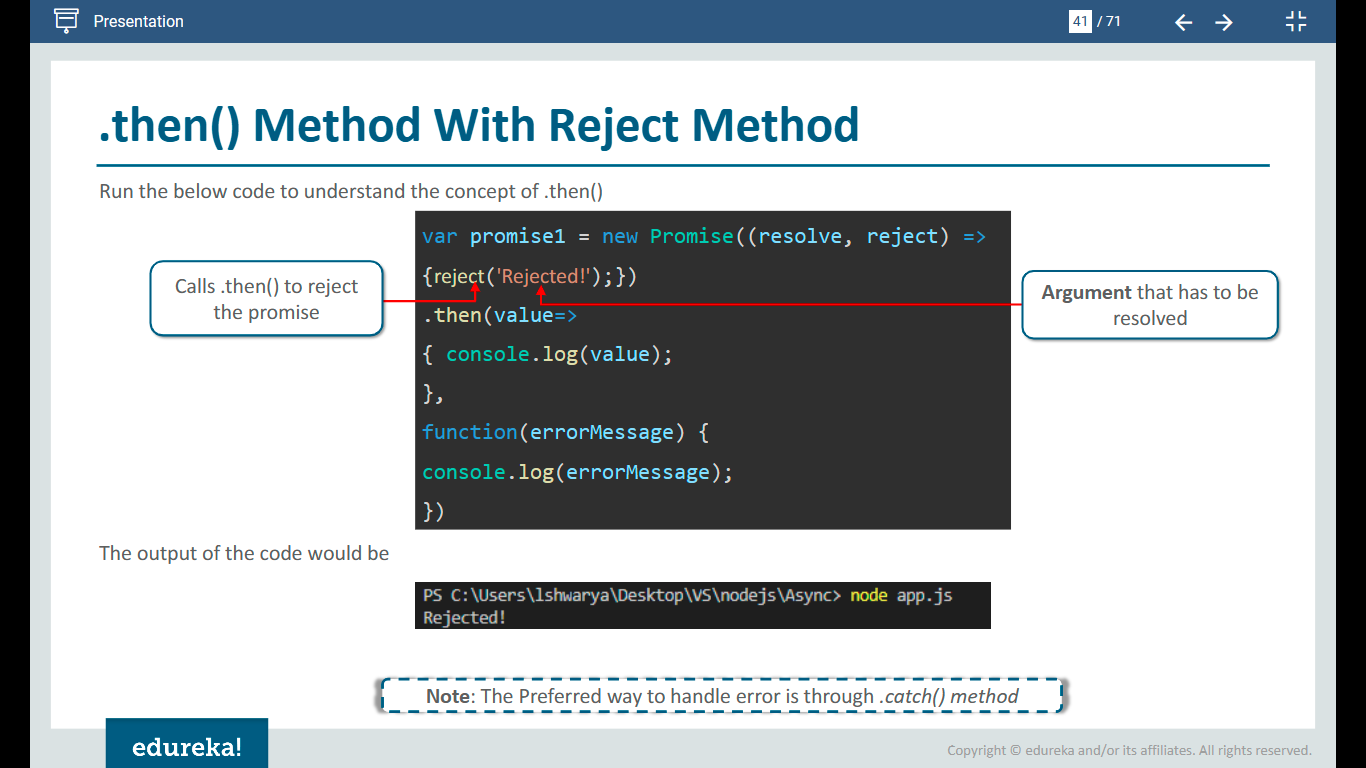 Presentation
41 / 71
.then() Method With Reject Method
Run the below code to understand the concept of .then()
var promise1 = new Promise((resolve, reject) =>
{reject('Rejected!');})
.then(value=>
{ console.log(value);
},
function(errorMessage) {
console.log(errorMessage);
})
Calls .then() to reject
the promise
Argument that has to be
resolved
The output of the code would be
PS C:\Users\lshwarya\Desktop\VS\nodejs\Async> node app.js
Rejected!
Note: The Preferred way to handle error is through .catch() method
edureka!
Copyright © edureka and/or its affiliates. All rights reserved.